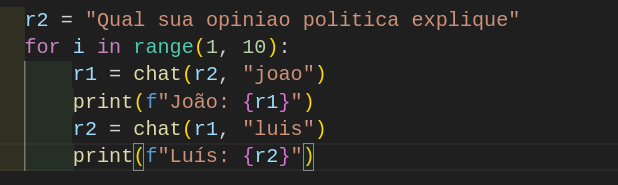 r2 = "Qual sua opiniao politica explique"
for i in range(1, 10):
    r1 = chat(r2, "joao")
    print(f"João: {r1}")
    r2 = chat(r1, "luis")
    print(f"Luís: {r2}")